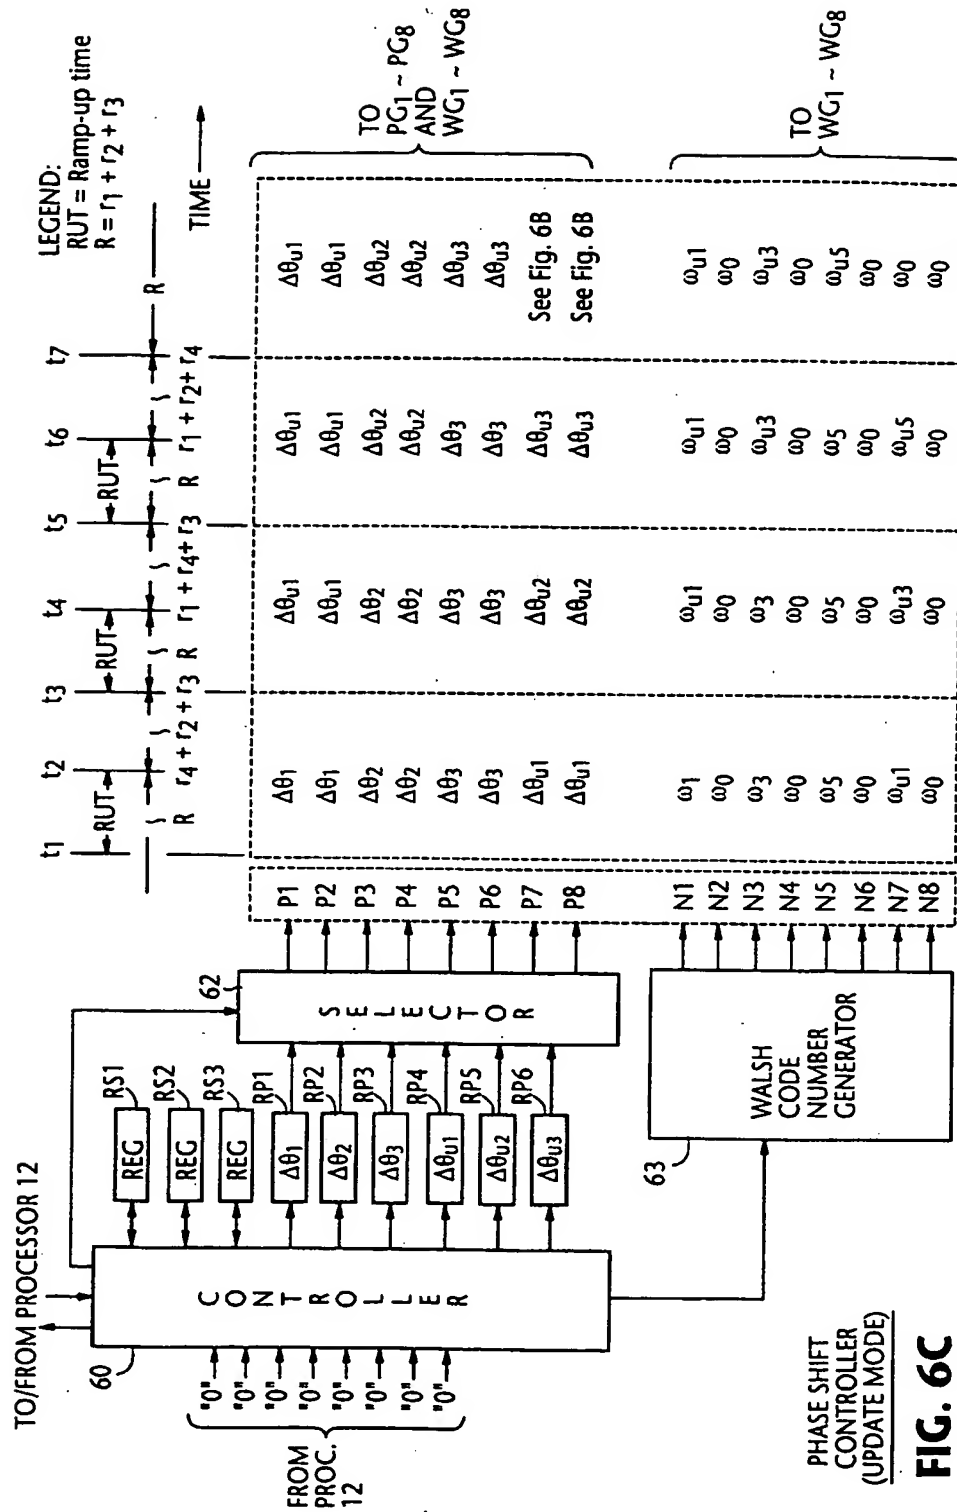 LEGEND:
RUT = Ramp-up time
R = r1 + r2 + r3
t1 t2 t3 t4 t5 t6 t7
RUT RUT RUT
R r4 + r2 + r3 R r1 + r4 + r3 R r1 + r2 + r4 R
TIME
TO/FROM PROCESSOR 12
60
"0"
"0"
"0"
"0"
"0"
"0"
"0"
"0"
FROM
PROC.
12
CONTROLLER
REG RS1
REG RS2
REG RS3
Δθ1 RP1
Δθ2 RP2
Δθ3 RP3
Δθu1 RP4
Δθu2 RP5
Δθu3 RP6
62
SELECTOR
P1 Δθ1 Δθu1 Δθu1 Δθu1
P2 Δθ1 Δθu1 Δθu1 Δθu1
P3 Δθ2 Δθ2 Δθu2 Δθu2
P4 Δθ2 Δθ2 Δθu2 Δθu2
P5 Δθ3 Δθ3 Δθ3 Δθu3
P6 Δθ3 Δθ3 Δθ3 Δθu3
P7 Δθu1 Δθu2 Δθu3 See Fig. 6B
P8 Δθu1 Δθu2 Δθu3 See Fig. 6B
TO
PG1 ~ PG8
AND
WG1 ~ WG8
63
WALSH
CODE
NUMBER
GENERATOR
N1 ω1 ωu1 ωu1 ωu1
N2 ω0 ω0 ω0 ω0
N3 ω3 ω3 ωu3 ωu3
N4 ω0 ω0 ω0 ω0
N5 ω5 ω5 ω5 ωu5
N6 ω0 ω0 ω0 ω0
N7 ωu1 ωu3 ωu5 ω0
N8 ω0 ω0 ω0 ω0
TO
WG1 ~ WG8
PHASE SHIFT
CONTROLLER
(UPDATE MODE)
FIG. 6C